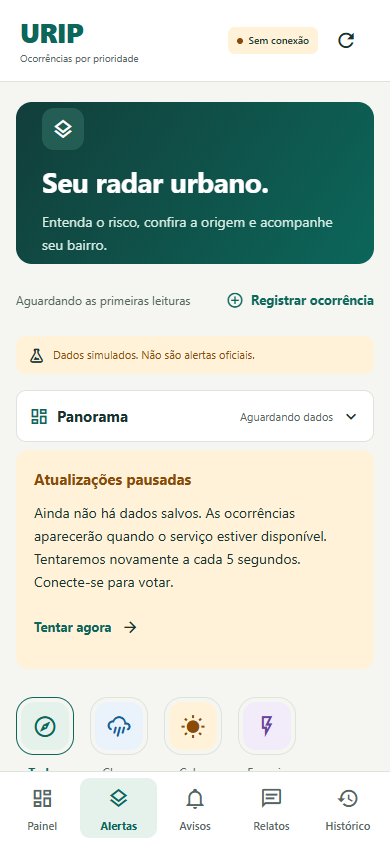 URIP
Ocorrências por prioridade
Sem conexão
Seu radar urbano.
Entenda o risco, confira a origem e acompanhe
seu bairro.
Aguardando as primeiras leituras
Registrar ocorrência
Dados simulados. Não são alertas oficiais.
Panorama
Aguardando dados
Atualizações pausadas
Ainda não há dados salvos. As ocorrências
aparecerão quando o serviço estiver disponível.
Tentaremos novamente a cada 5 segundos.
Conecte-se para votar.
Tentar agora
Painel
Alertas
Avisos
Relatos
Histórico